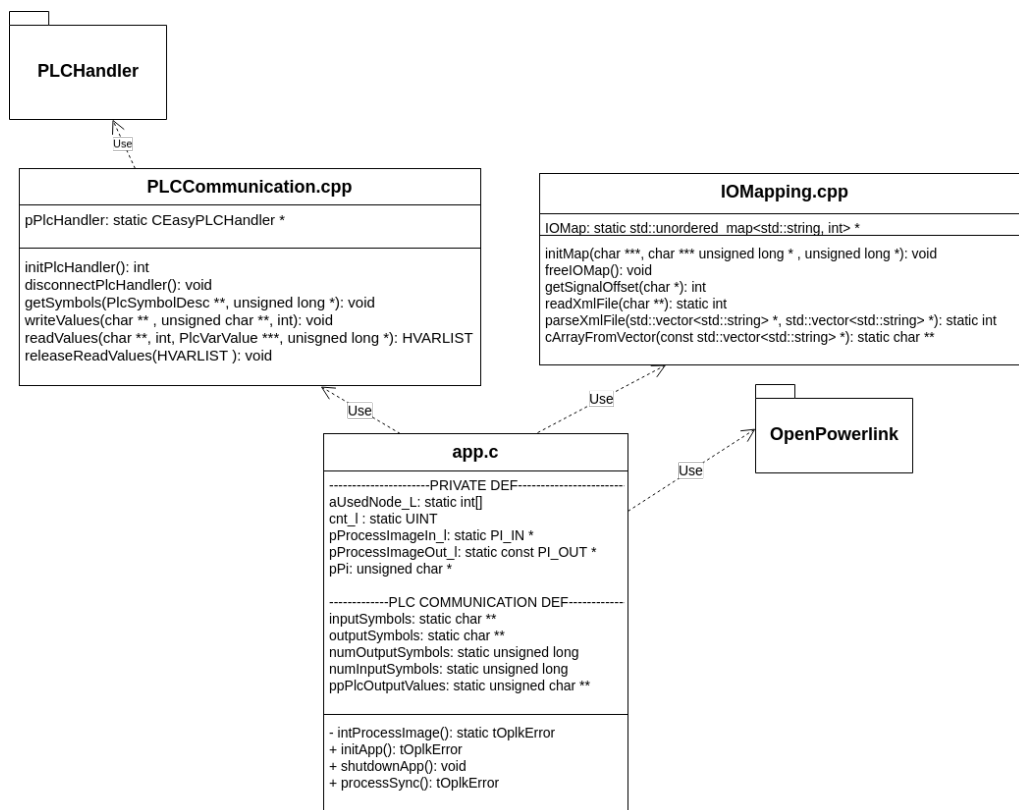 PLCHandler
Use
PLCCommunication.cpp
pPlcHandler: static CEasyPLCHandler *
initPlcHandler(): int
disconnectPlcHandler(): void
getSymbols(PlcSymbolDesc **, unsigned long *): void
writeValues(char ** , unsigned char **, int): void
readValues(char **, int, PlcVarValue ***, unisgned long *): HVARLIST
releaseReadValues(HVARLIST ): void
IOMapping.cpp
IOMap: static std::unordered_map<std::string, int> *
initMap(char ***, char *** unsigned long * , unsigned long *): void
freeIOMap(): void
getSignalOffset(char *): int
readXmlFile(char **): static int
parseXmlFile(std::vector<std::string> *, std::vector<std::string> *): static int
cArrayFromVector(const std::vector<std::string> *): static char **
Use
Use
OpenPowerlink
Use
app.c
----------------------PRIVATE DEF-----------------------
aUsedNode_L: static int[]
cnt_l : static UINT
pProcessImageIn_l: static PI_IN *
pProcessImageOut_l: static const PI_OUT *
pPi: unsigned char *
-------------PLC COMMUNICATION DEF------------
inputSymbols: static char **
outputSymbols: static char **
numOutputSymbols: static unsigned long
numInputSymbols: static unsigned long
ppPlcOutputValues: static unsigned char **
- intProcessImage(): static tOplkError
+ initApp(): tOplkError
+ shutdownApp(): void
+ processSync(): tOplkError